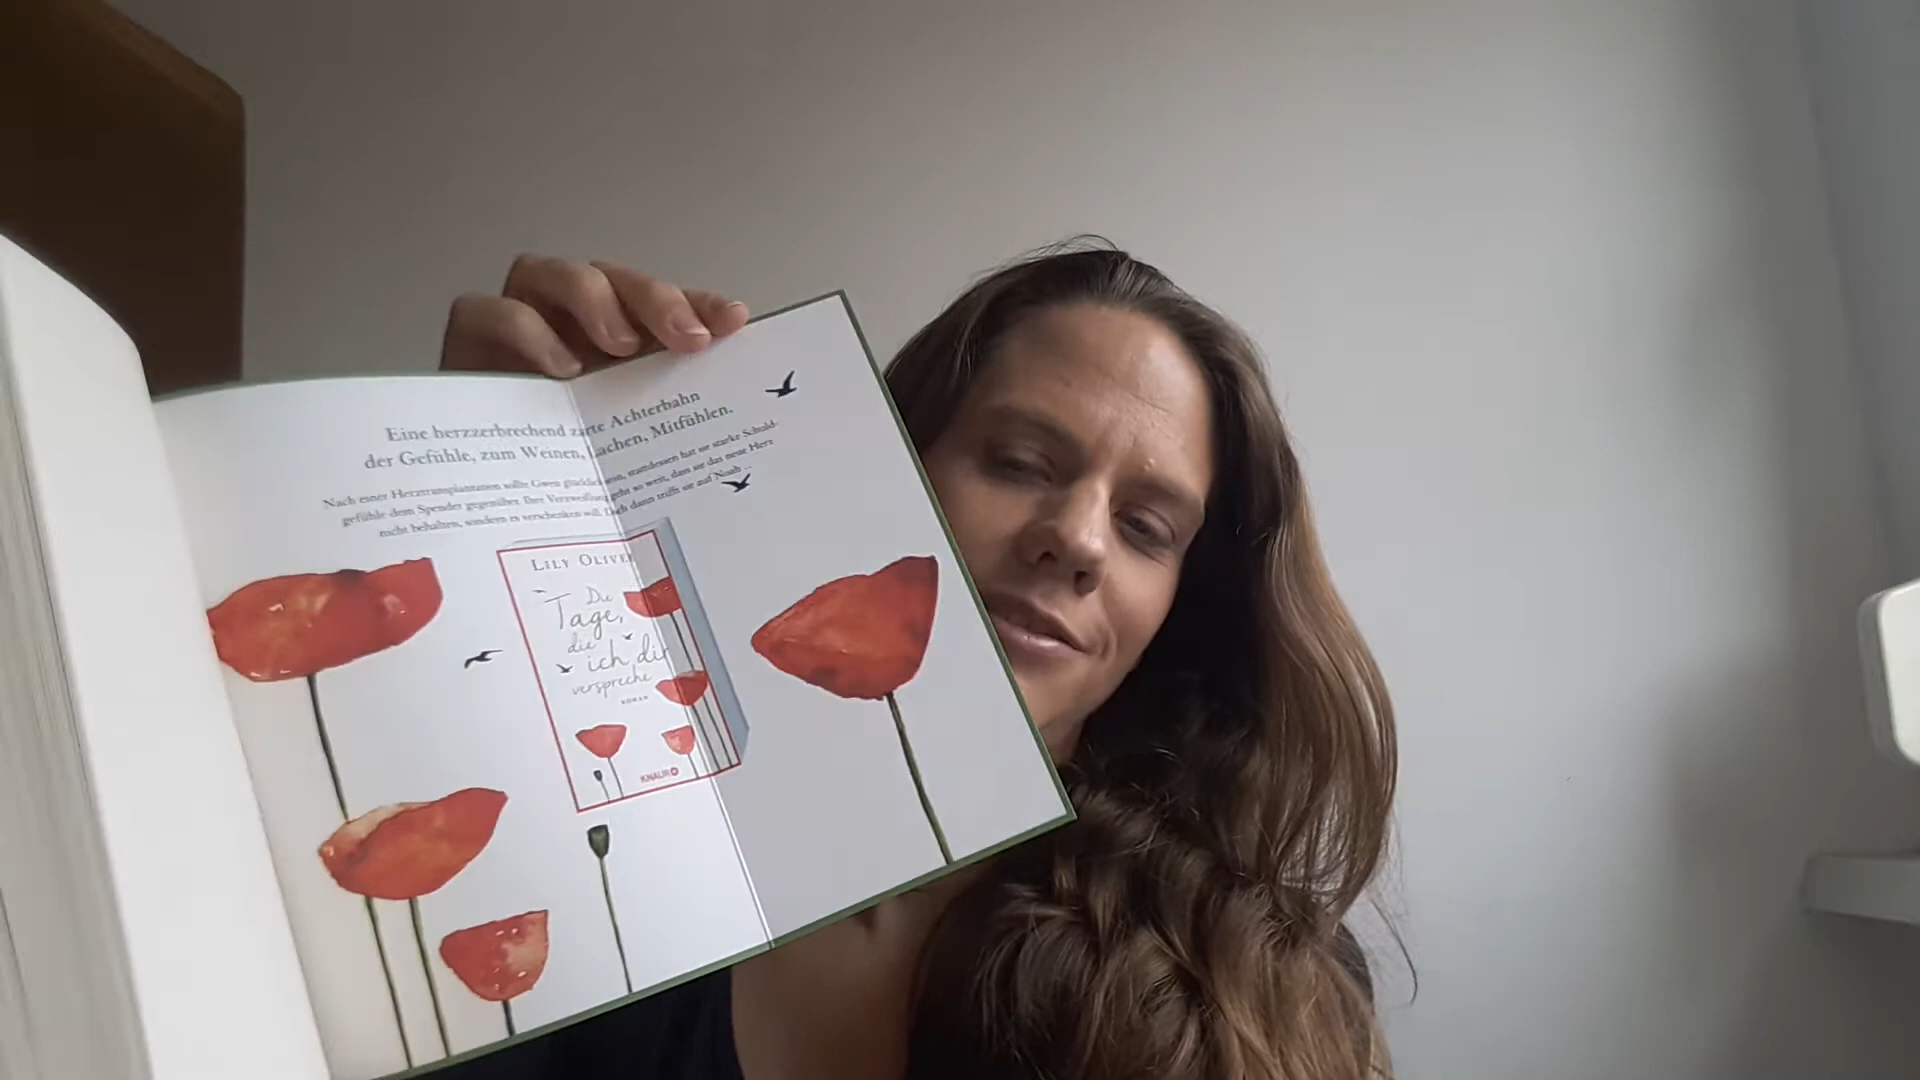 Eine herzzerbrechend zarte Achterbahn
der Gefühle, zum Weinen, Lachen, Mitfühlen.
Nach einer Herztransplantation sollte Gwen glücklich sein, stattdessen hat sie starke Schuld-
gefühle dem Spender gegenüber. Ihre Verzweiflung geht so weit, dass sie das neue Herz
nicht behalten, sondern es verschenken will. Doch dann trifft sie auf Noah ...
LILY OLIVER
Die
Tage,
die
ich dir
verspreche
ROMAN
KNAUR